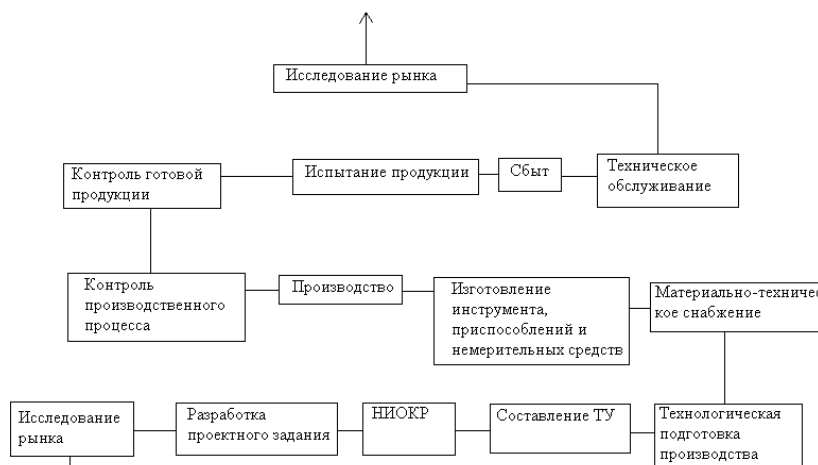 Исследование рынка
Контроль готовой
продукции
Испытание продукции
Сбыт
Техническое
обслуживание
Контроль
производственного
процесса
Производство
Изготовление
инструмента,
приспособлений и
немерительных средств
Материально-техничес
кое снабжение
Исследование
рынка
Разработка
проектного задания
НИОКР
Составление ТУ
Технологическая
подготовка
производства